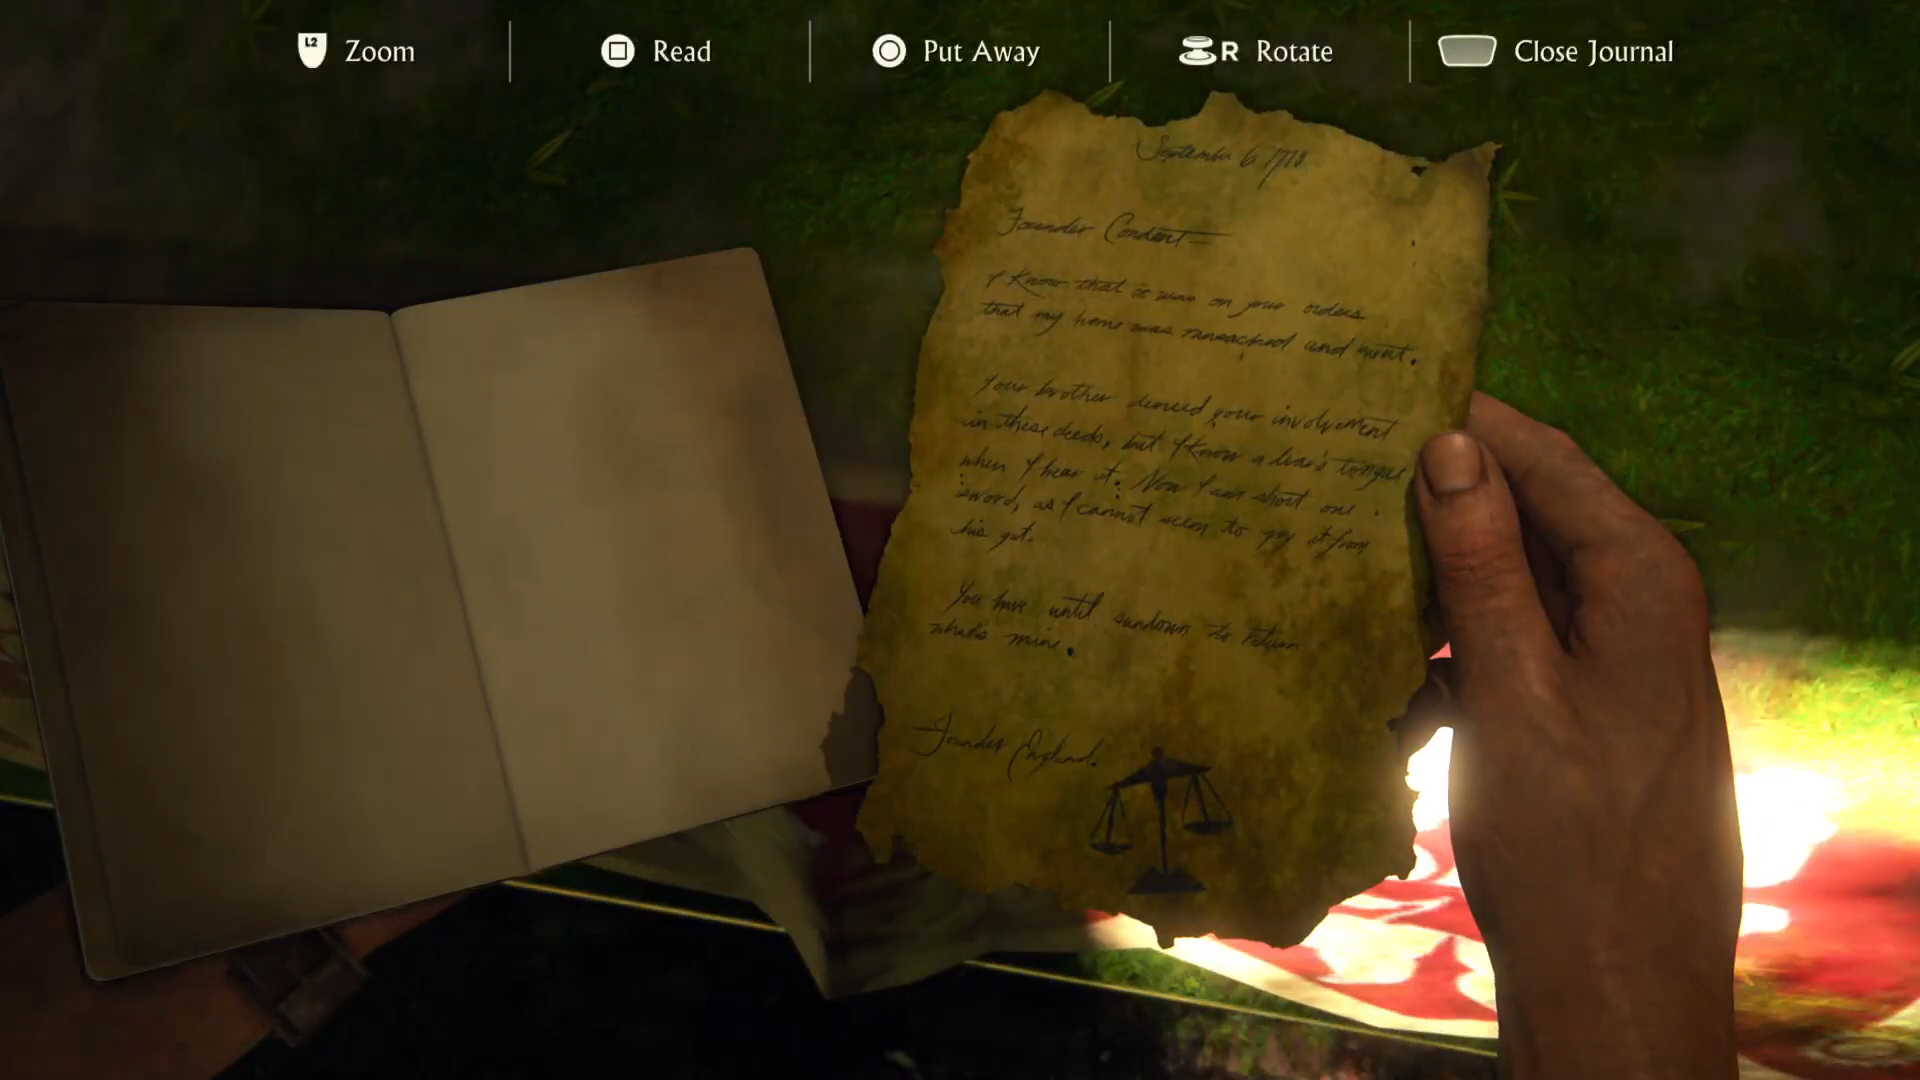 L2 Zoom
Read
Put Away
R Rotate
Close Journal
September 6 1718
Founder Condent—
I know that it was on your orders
that my home was ransacked and
Your brother denied your involvement
in these deeds, but I know a liar's tongue
when I hear it. Now I am short one
sword, as I cannot seem to pry it from
his gut.
You have until sundown to return
what's mine.
Founder England.